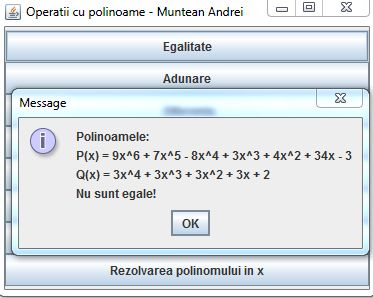 Operatii cu polinoame - Muntean Andrei
Egalitate
Adunare
Message
Polinoamele:
P(x) = 9x^6 + 7x^5 - 8x^4 + 3x^3 + 4x^2 + 34x - 3
Q(x) = 3x^4 + 3x^3 + 3x^2 + 3x + 2
Nu sunt egale!
OK
Rezolvarea polinomului in x